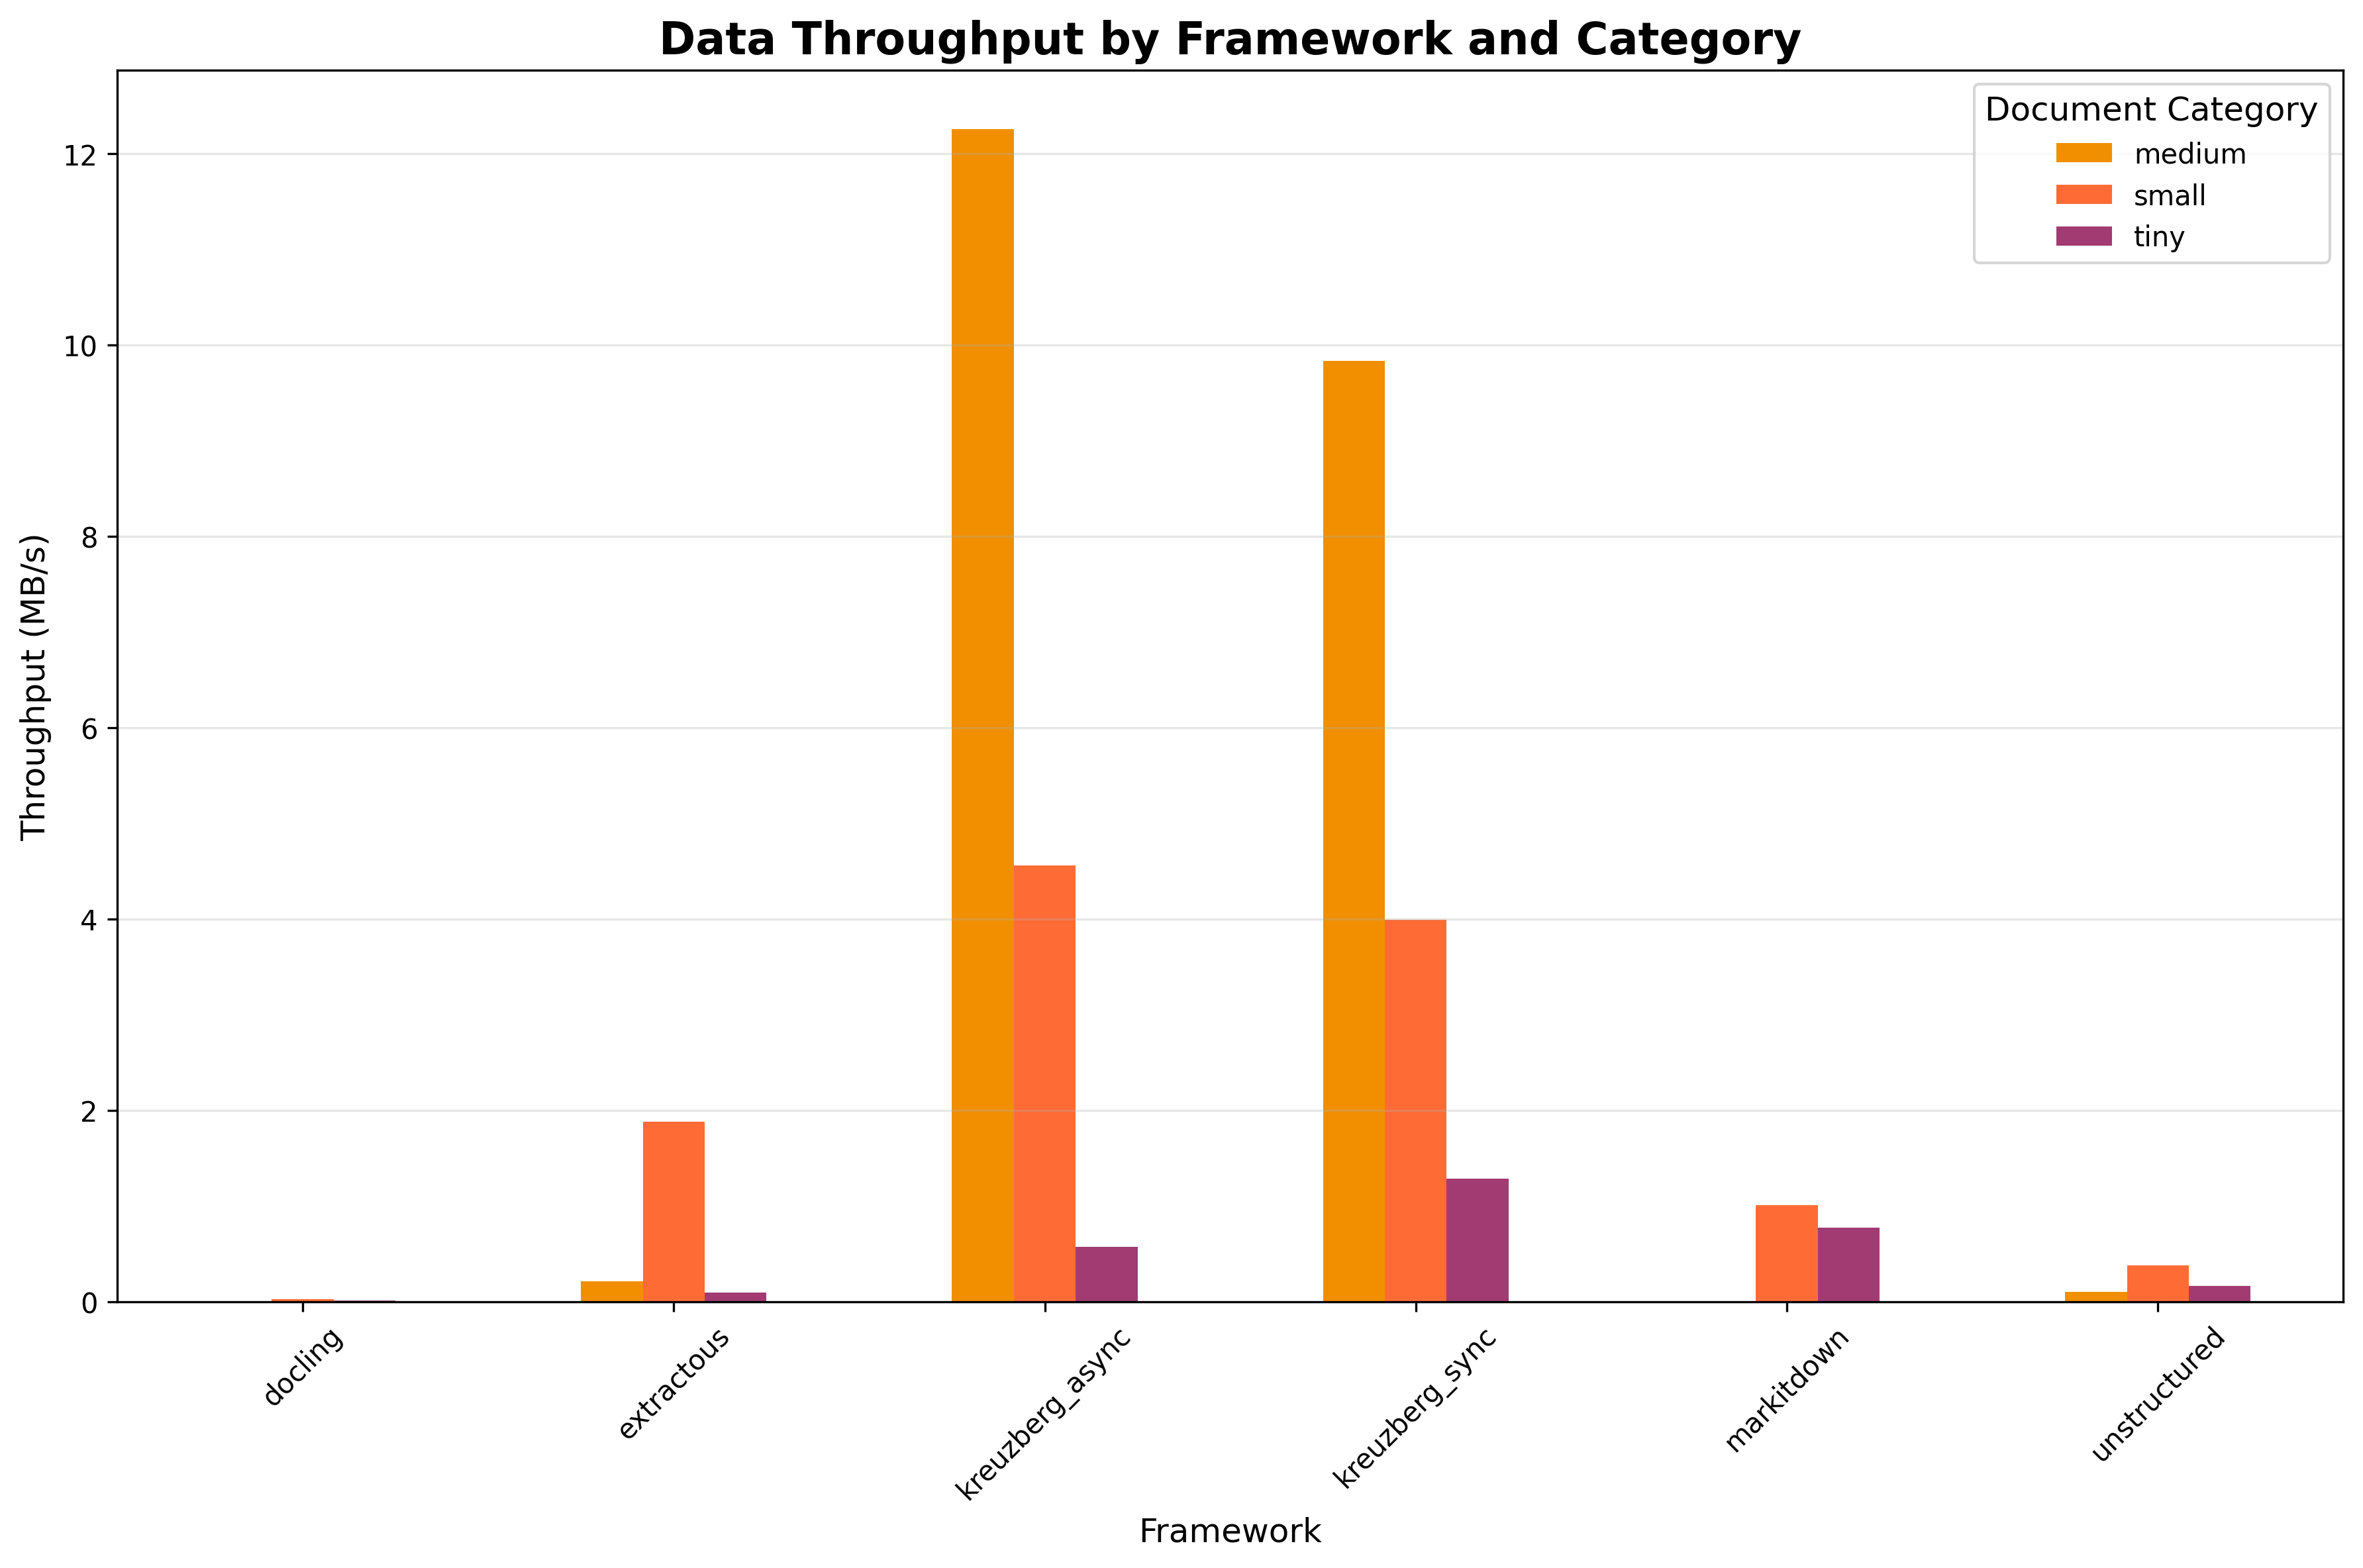 Data Throughput by Framework and Category
Document Category
medium
small
tiny
Throughput (MB/s)
12
10
8
6
4
2
0
docling
extractous
kreuzberg_async
kreuzberg_sync
markitdown
unstructured
Framework